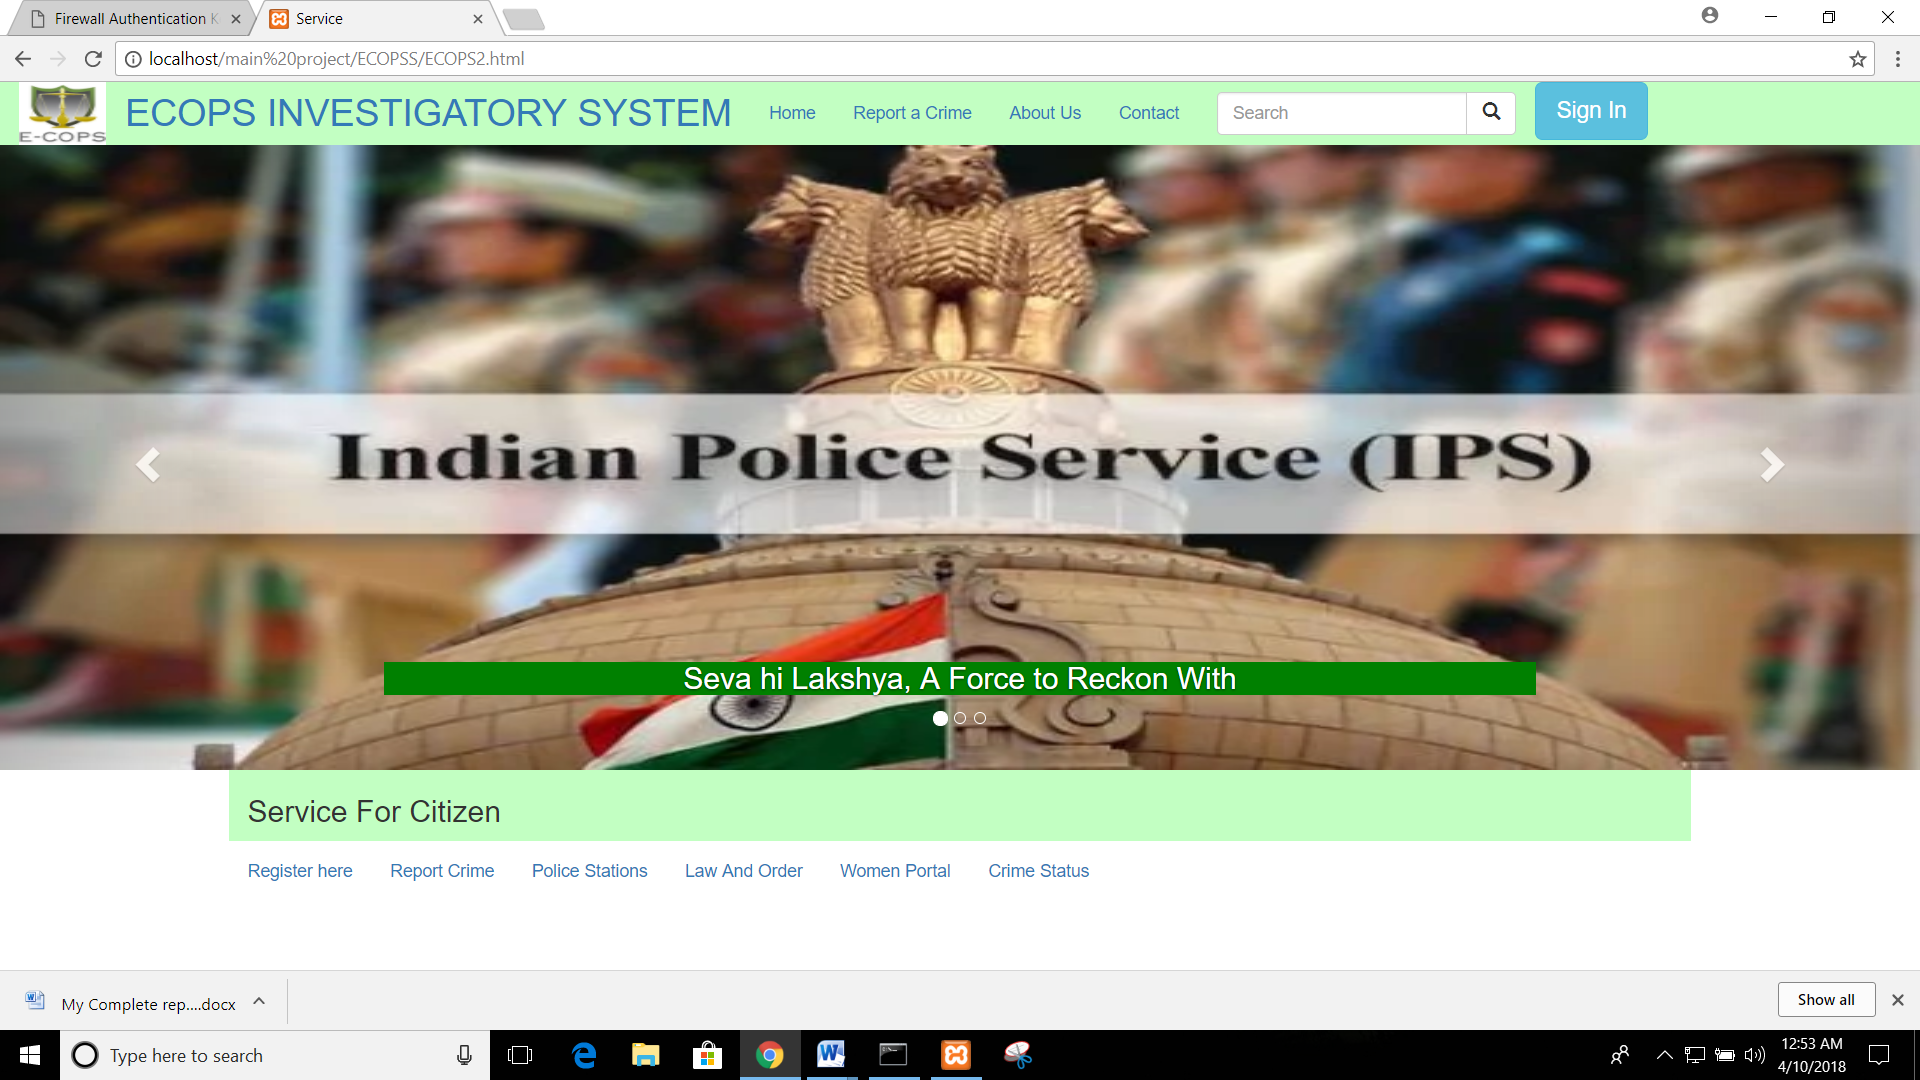 Firewall Authentication K
Service
localhost/main%20project/ECOPSS/ECOPS2.html
E-COPS
ECOPS INVESTIGATORY SYSTEM
Home
Report a Crime
About Us
Contact
Search
Sign In
Indian Police Service (IPS)
Seva hi Lakshya, A Force to Reckon With
Service For Citizen
Register here
Report Crime
Police Stations
Law And Order
Women Portal
Crime Status
My Complete rep....docx
Show all
Type here to search
12:53 AM
4/10/2018